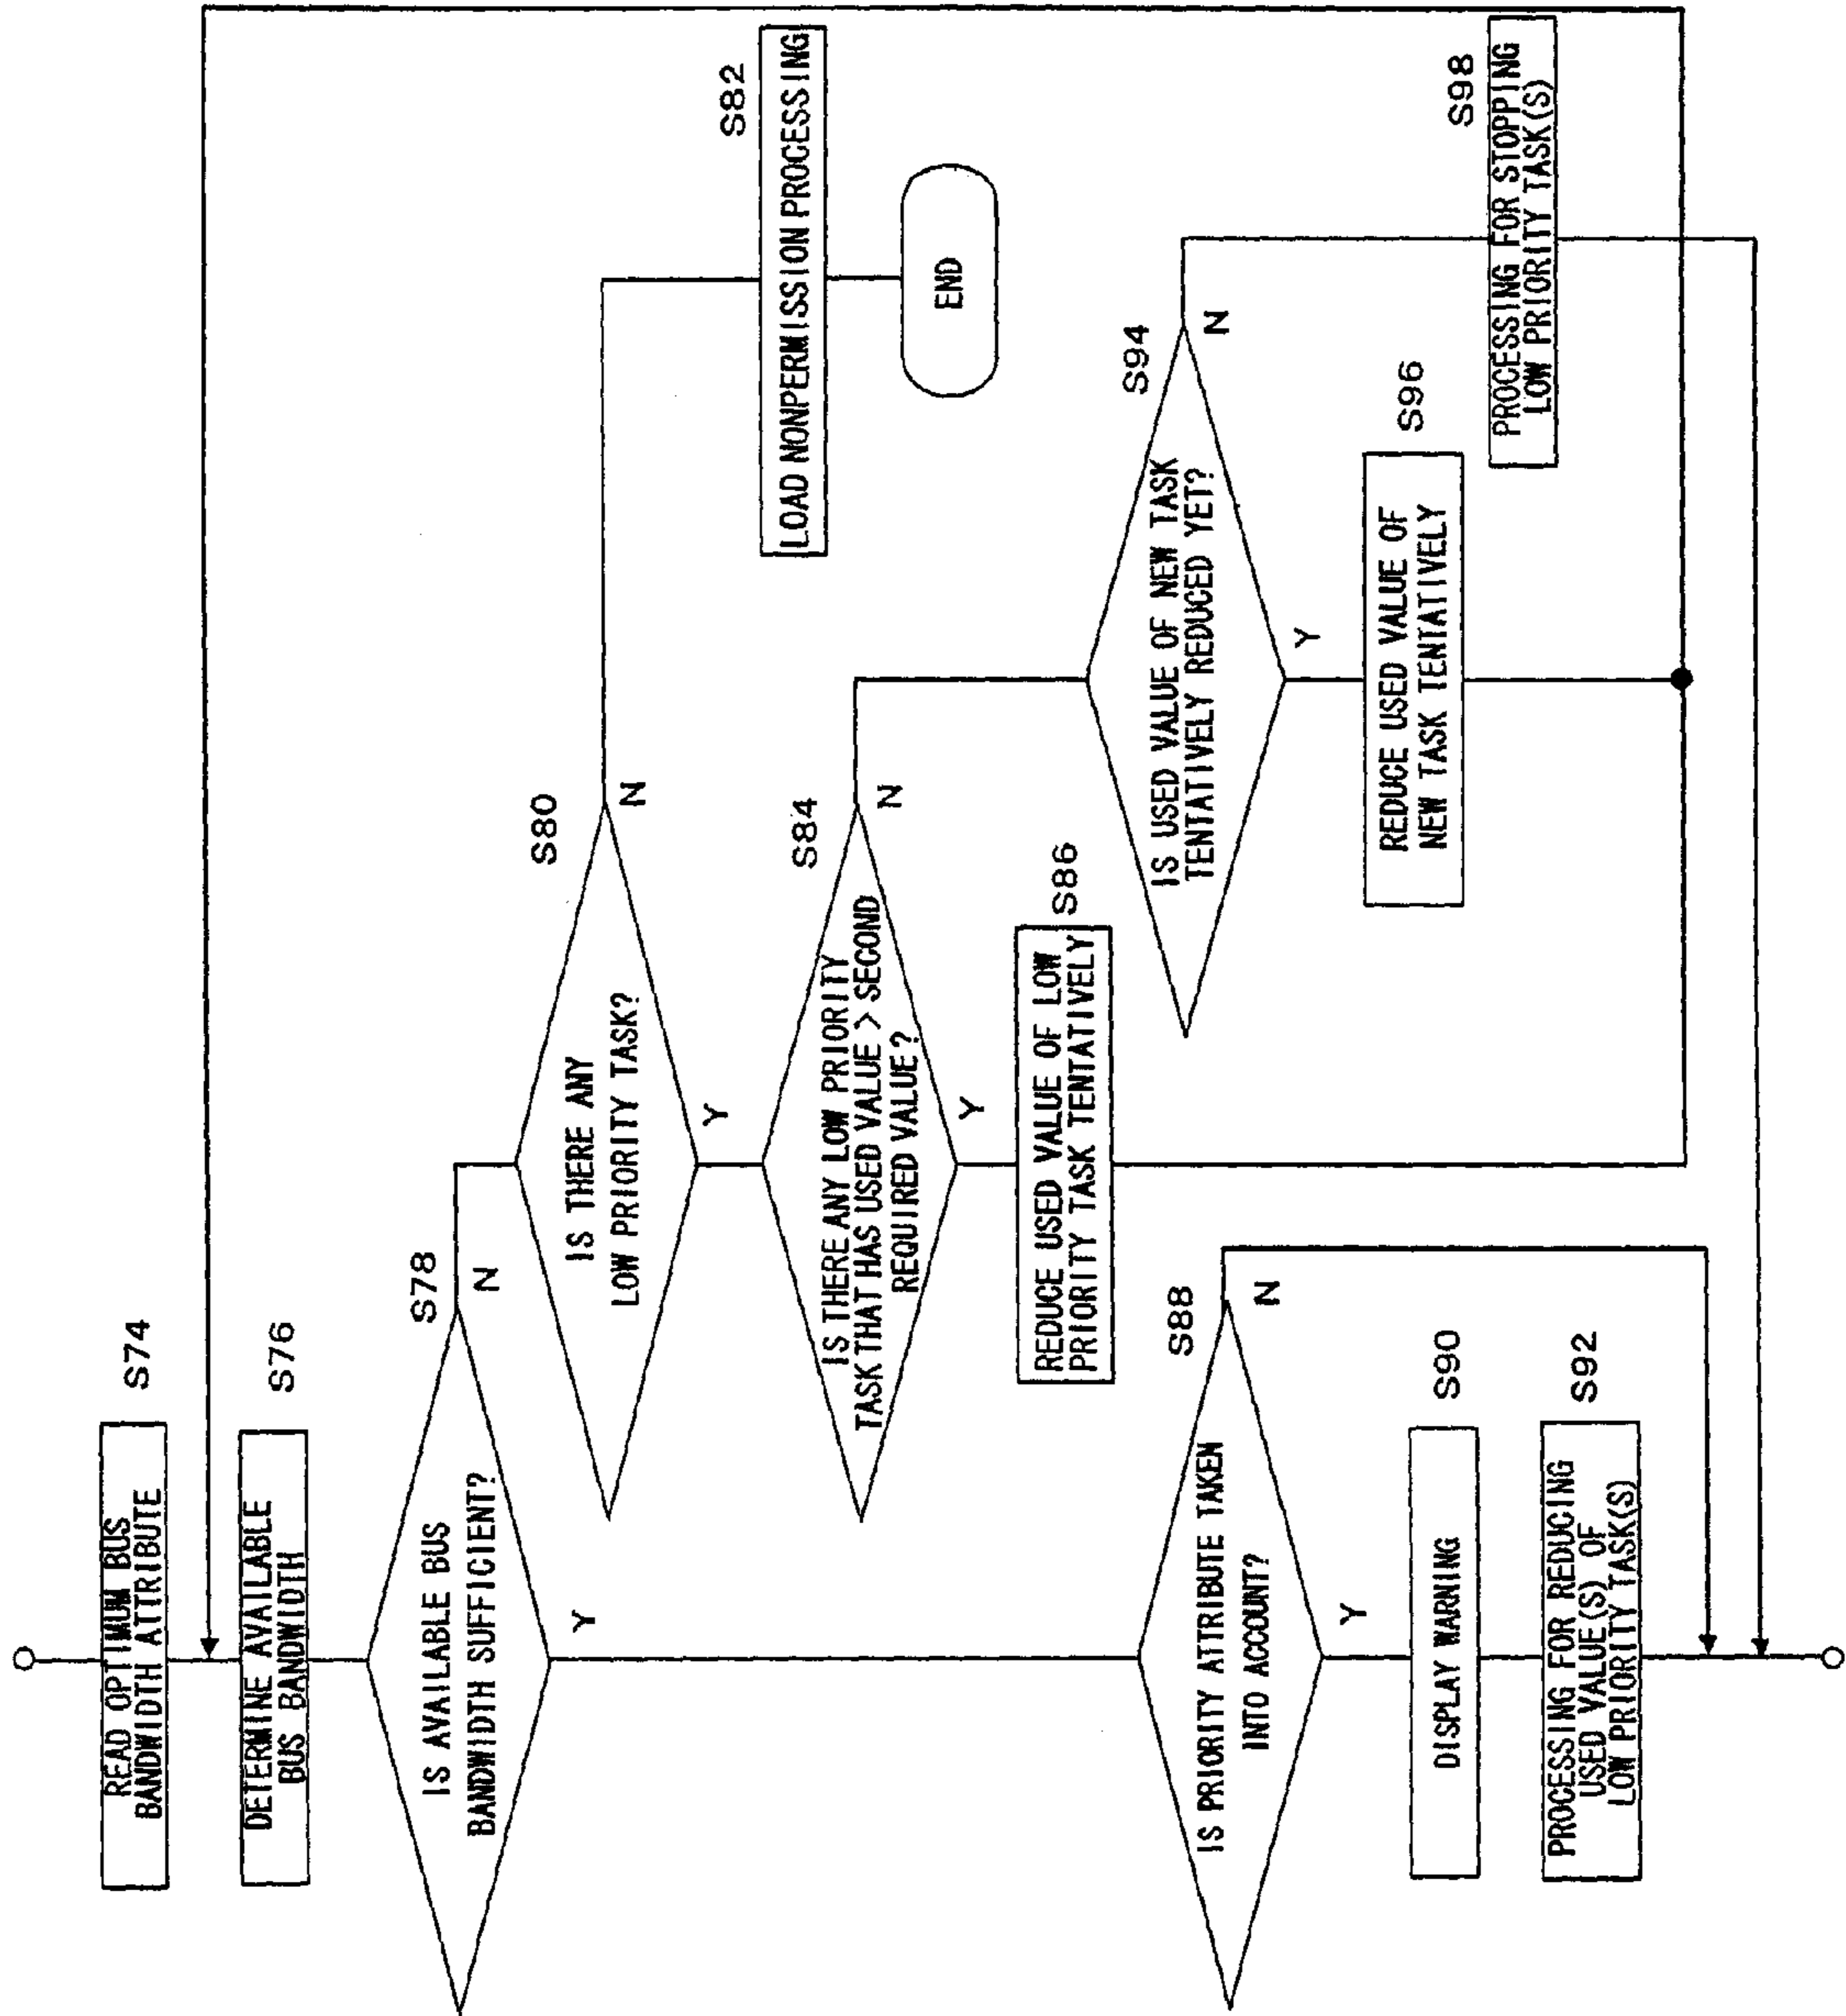 READ OPTIMUM BUS
BANDWIDTH ATTRIBUTE
S74
DETERMINE AVAILABLE
BUS BANDWIDTH
S76
IS AVAILABLE BUS
BANDWIDTH SUFFICIENT?
S78
N
Y
IS THERE ANY
LOW PRIORITY TASK?
S80
N
Y
LOAD NONPERMISSION PROCESSING
S82
END
IS THERE ANY LOW PRIORITY
TASK THAT HAS USED VALUE > SECOND
REQUIRED VALUE?
S84
N
Y
REDUCE USED VALUE OF LOW
PRIORITY TASK TENTATIVELY
S86
IS PRIORITY ATTRIBUTE TAKEN
INTO ACCOUNT?
S88
N
Y
DISPLAY WARNING
S90
PROCESSING FOR REDUCING
USED VALUE(S) OF
LOW PRIORITY TASK(S)
S92
IS USED VALUE OF NEW TASK
TENTATIVELY REDUCED YET?
S94
N
Y
REDUCE USED VALUE OF
NEW TASK TENTATIVELY
S96
PROCESSING FOR STOPPING
LOW PRIORITY TASK(S)
S98